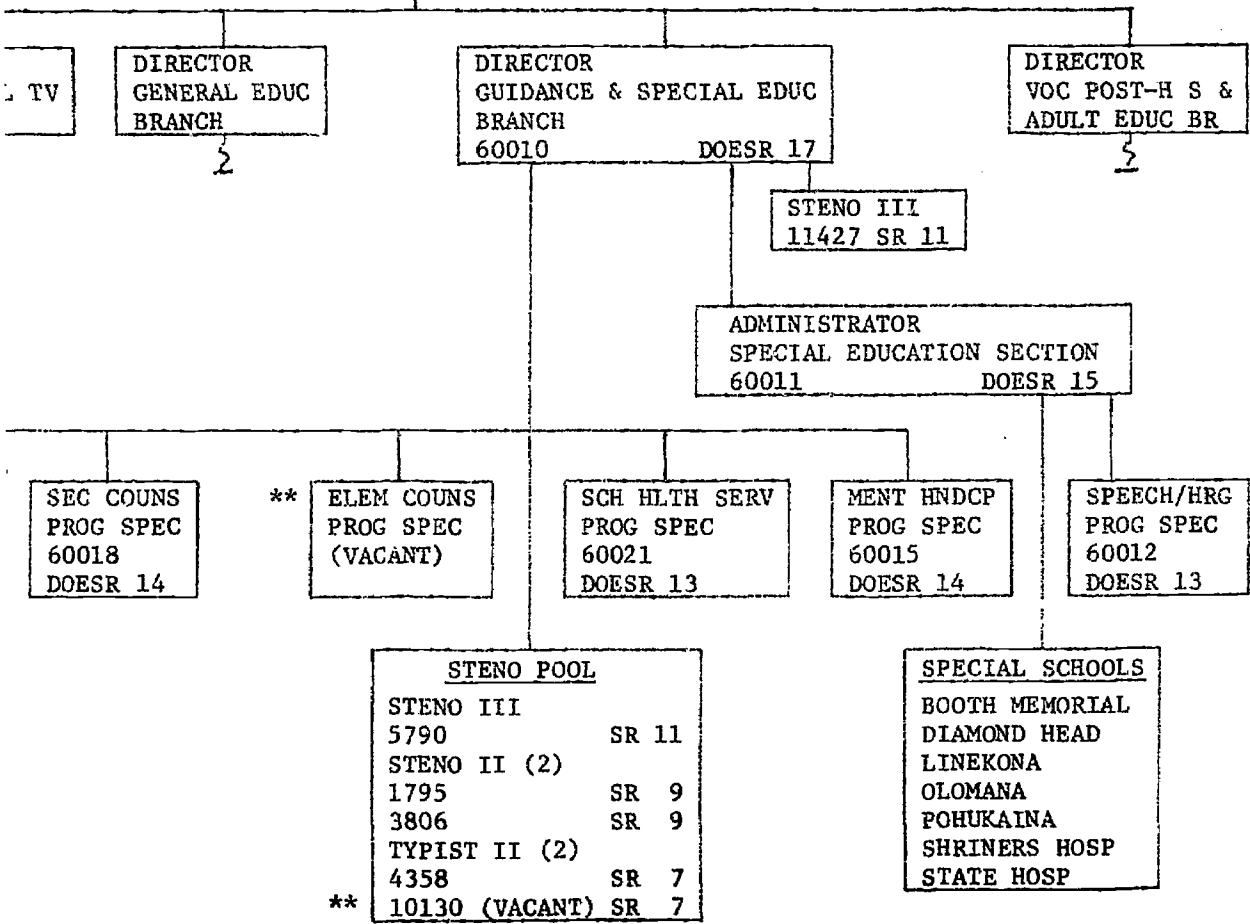 L TV
DIRECTOR
GENERAL EDUC
BRANCH
DIRECTOR
GUIDANCE & SPECIAL EDUC
BRANCH
60010 DOESR 17
DIRECTOR
VOC POST-H S &
ADULT EDUC BR
STENO III
11427 SR 11
ADMINISTRATOR
SPECIAL EDUCATION SECTION
60011 DOESR 15
SEC COUNS
PROG SPEC
60018
DOESR 14
** ELEM COUNS
PROG SPEC
(VACANT)
SCH HLTH SERV
PROG SPEC
60021
DOESR 13
MENT HNDCP
PROG SPEC
60015
DOESR 14
SPEECH/HRG
PROG SPEC
60012
DOESR 13
STENO POOL
STENO III
5790 SR 11
STENO II (2)
1795 SR 9
3806 SR 9
TYPIST II (2)
4358 SR 7
** 10130 (VACANT) SR 7
SPECIAL SCHOOLS
BOOTH MEMORIAL
DIAMOND HEAD
LINEKONA
OLOMANA
POHUKAINA
SHRINERS HOSP
STATE HOSP